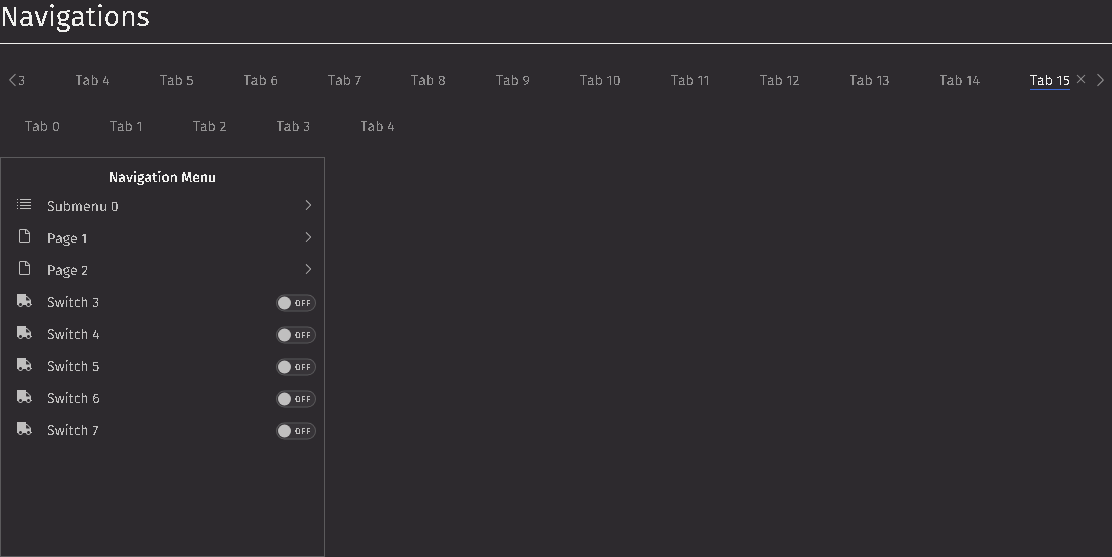 Navigations
3 Tab 4 Tab 5 Tab 6 Tab 7 Tab 8 Tab 9 Tab 10 Tab 11 Tab 12 Tab 13 Tab 14 Tab 15
Tab 0 Tab 1 Tab 2 Tab 3 Tab 4
Navigation Menu
Submenu 0
Page 1
Page 2
Switch 3 OFF
Switch 4 OFF
Switch 5 OFF
Switch 6 OFF
Switch 7 OFF